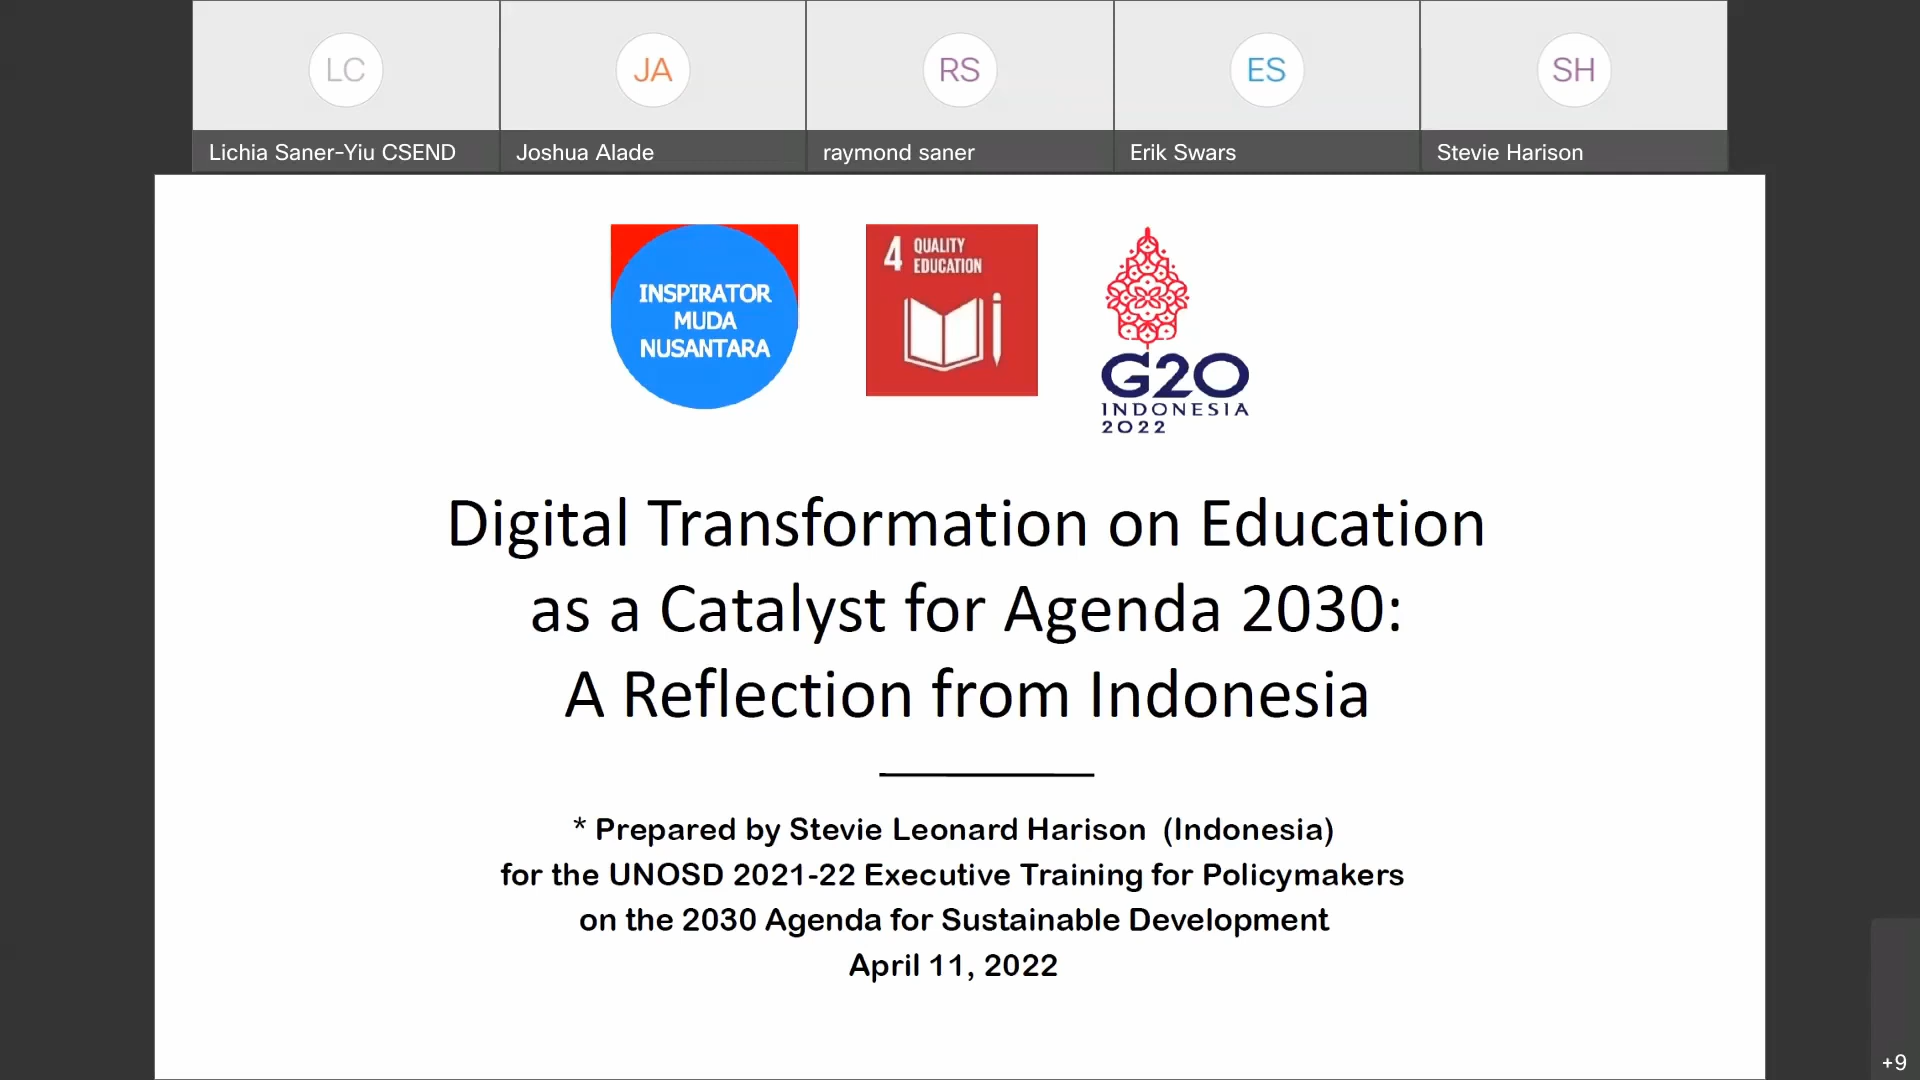 LC
JA
RS
ES
SH
Lichia Saner-Yiu CSEND
Joshua Alade
raymond saner
Erik Swars
Stevie Harison
INSPIRATOR
MUDA
NUSANTARA
4 QUALITY
EDUCATION
G20
INDONESIA
2022
Digital Transformation on Education
as a Catalyst for Agenda 2030:
A Reflection from Indonesia
* Prepared by Stevie Leonard Harison (Indonesia)
for the UNOSD 2021-22 Executive Training for Policymakers
on the 2030 Agenda for Sustainable Development
April 11, 2022
+9